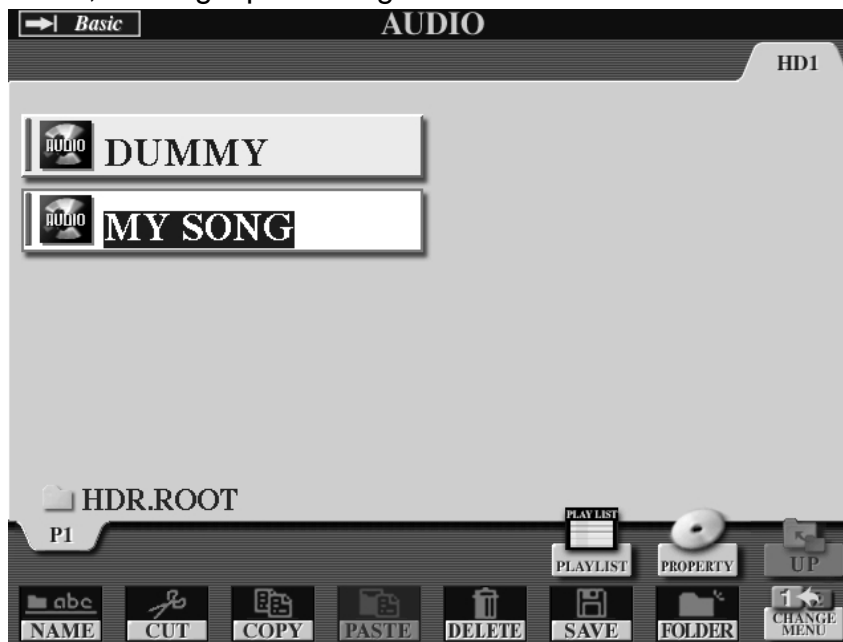 Basic
AUDIO
HD1
AUDIO DUMMY
AUDIO MY SONG
HDR.ROOT
P1
PLAY LIST
PLAYLIST
PROPERTY
UP
abc
NAME
CUT
COPY
PASTE
DELETE
SAVE
FOLDER
CHANGE
MENU